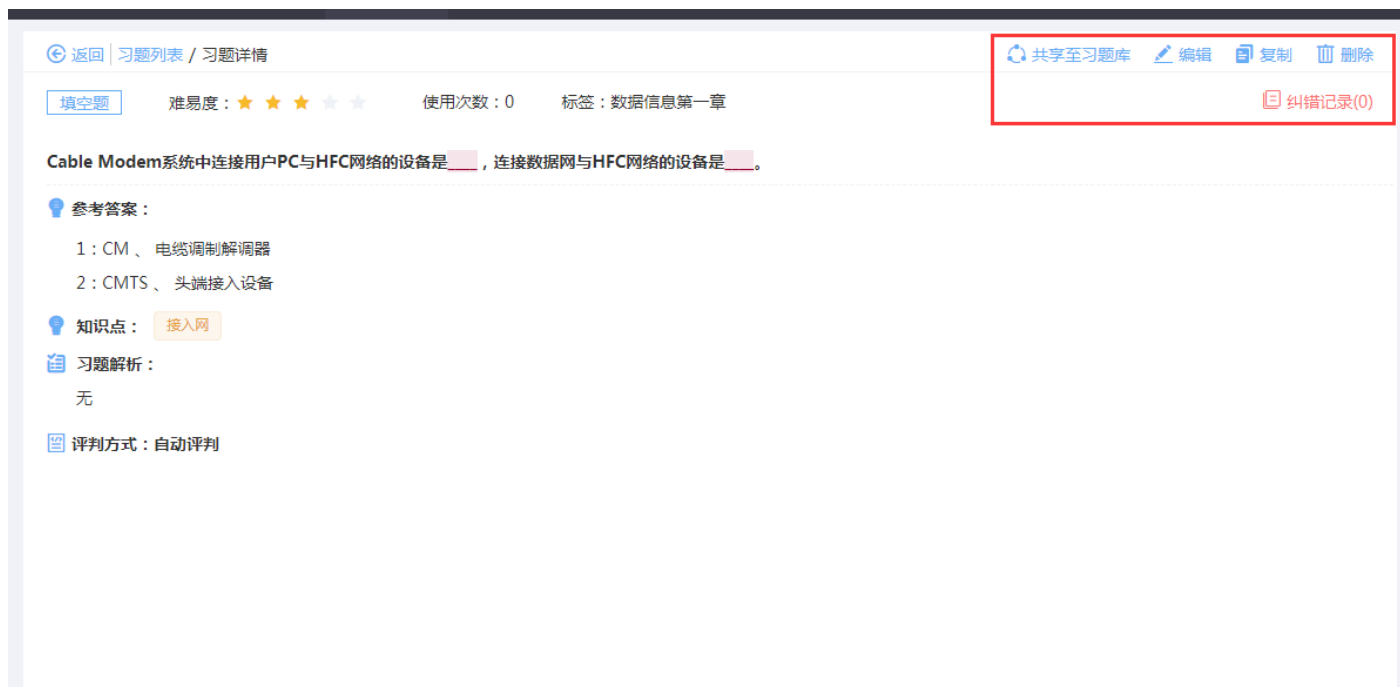 返回 习题列表 / 习题详情 共享至习题库 编辑 复制 删除
填空题 难易度： 使用次数：0 标签：数据信息第一章 纠错记录(0)
Cable Modem系统中连接用户PC与HFC网络的设备是____，连接数据网与HFC网络的设备是____。
参考答案：
1：CM 、 电缆调制解调器
2：CMTS 、 头端接入设备
知识点： 接入网
习题解析：
无
评判方式：自动评判